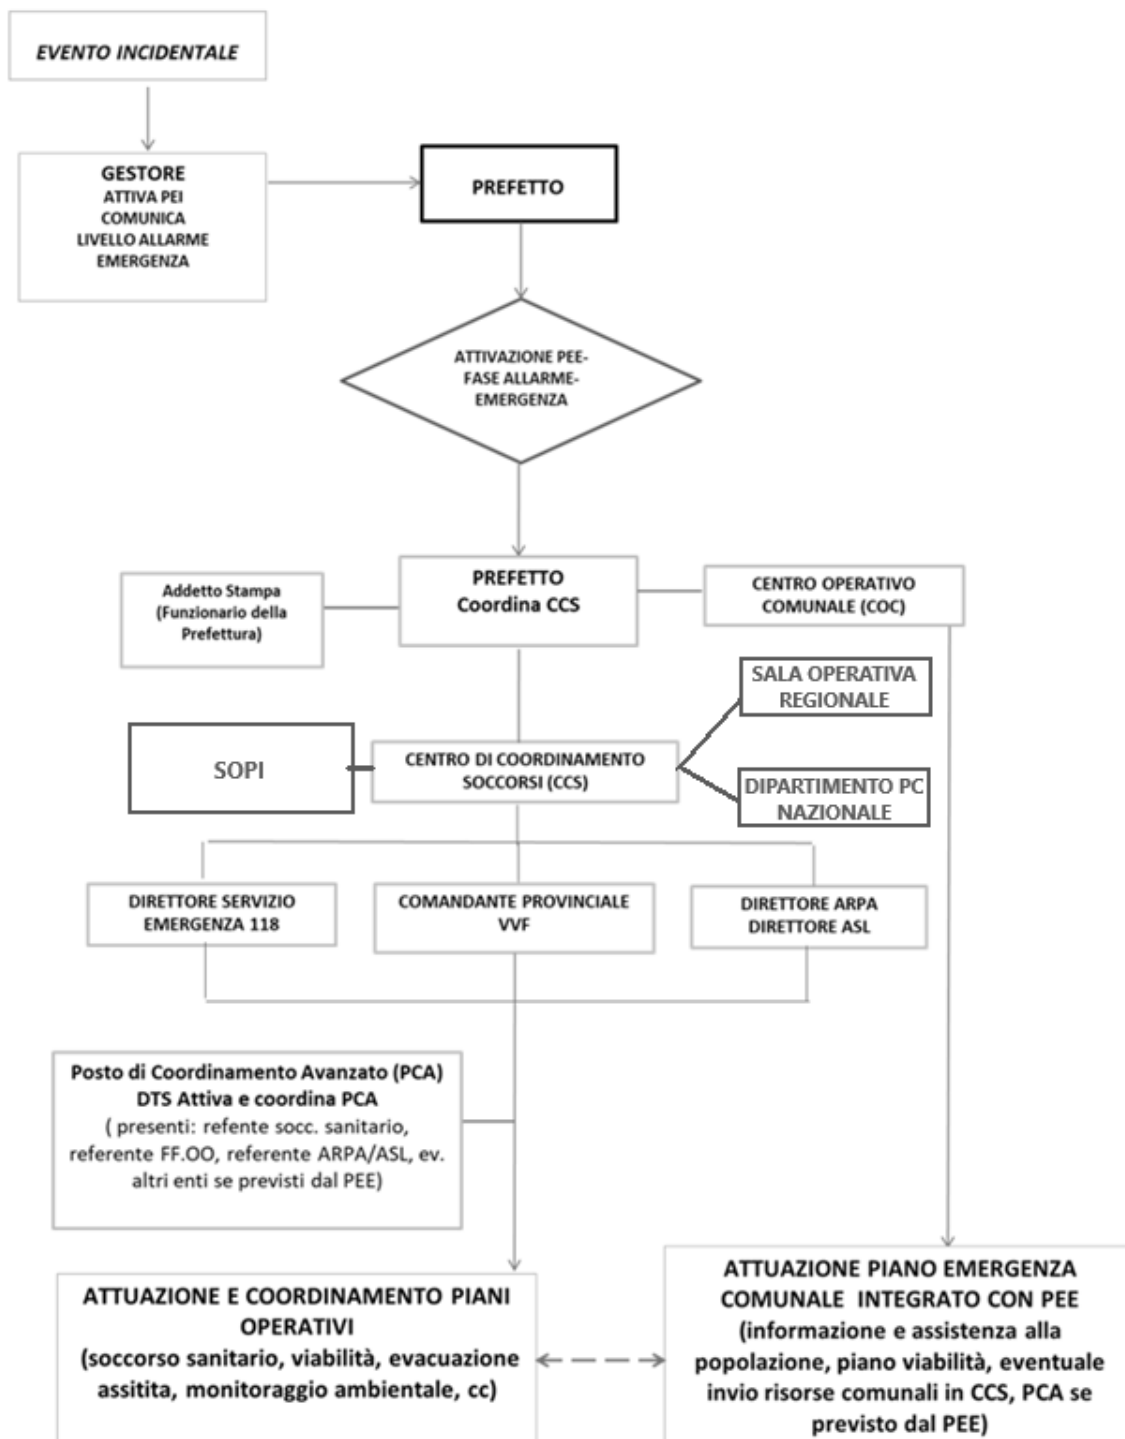 EVENTO INCIDENTALE
GESTORE
ATTIVA PEI
COMUNICA
LIVELLO ALLARME
EMERGENZA
PREFETTO
ATTIVAZIONE PEE-
FASE ALLARME-
EMERGENZA
Addetto Stampa
(Funzionario della
Prefettura)
PREFETTO
Coordina CCS
CENTRO OPERATIVO
COMUNALE (COC)
SALA OPERATIVA
REGIONALE
SOPI
CENTRO DI COORDINAMENTO
SOCCORSI (CCS)
DIPARTIMENTO PC
NAZIONALE
DIRETTORE SERVIZIO
EMERGENZA 118
COMANDANTE PROVINCIALE
VVF
DIRETTORE ARPA
DIRETTORE ASL
Posto di Coordinamento Avanzato (PCA)
DTS Attiva e coordina PCA
( presenti: refente socc. sanitario,
referente FF.OO, referente ARPA/ASL, ev.
altri enti se previsti dal PEE)
ATTUAZIONE E COORDINAMENTO PIANI
OPERATIVI
(soccorso sanitario, viabilità, evacuazione
assitita, monitoraggio ambientale, cc)
ATTUAZIONE PIANO EMERGENZA
COMUNALE INTEGRATO CON PEE
(informazione e assistenza alla
popolazione, piano viabilità, eventuale
invio risorse comunali in CCS, PCA se
previsto dal PEE)